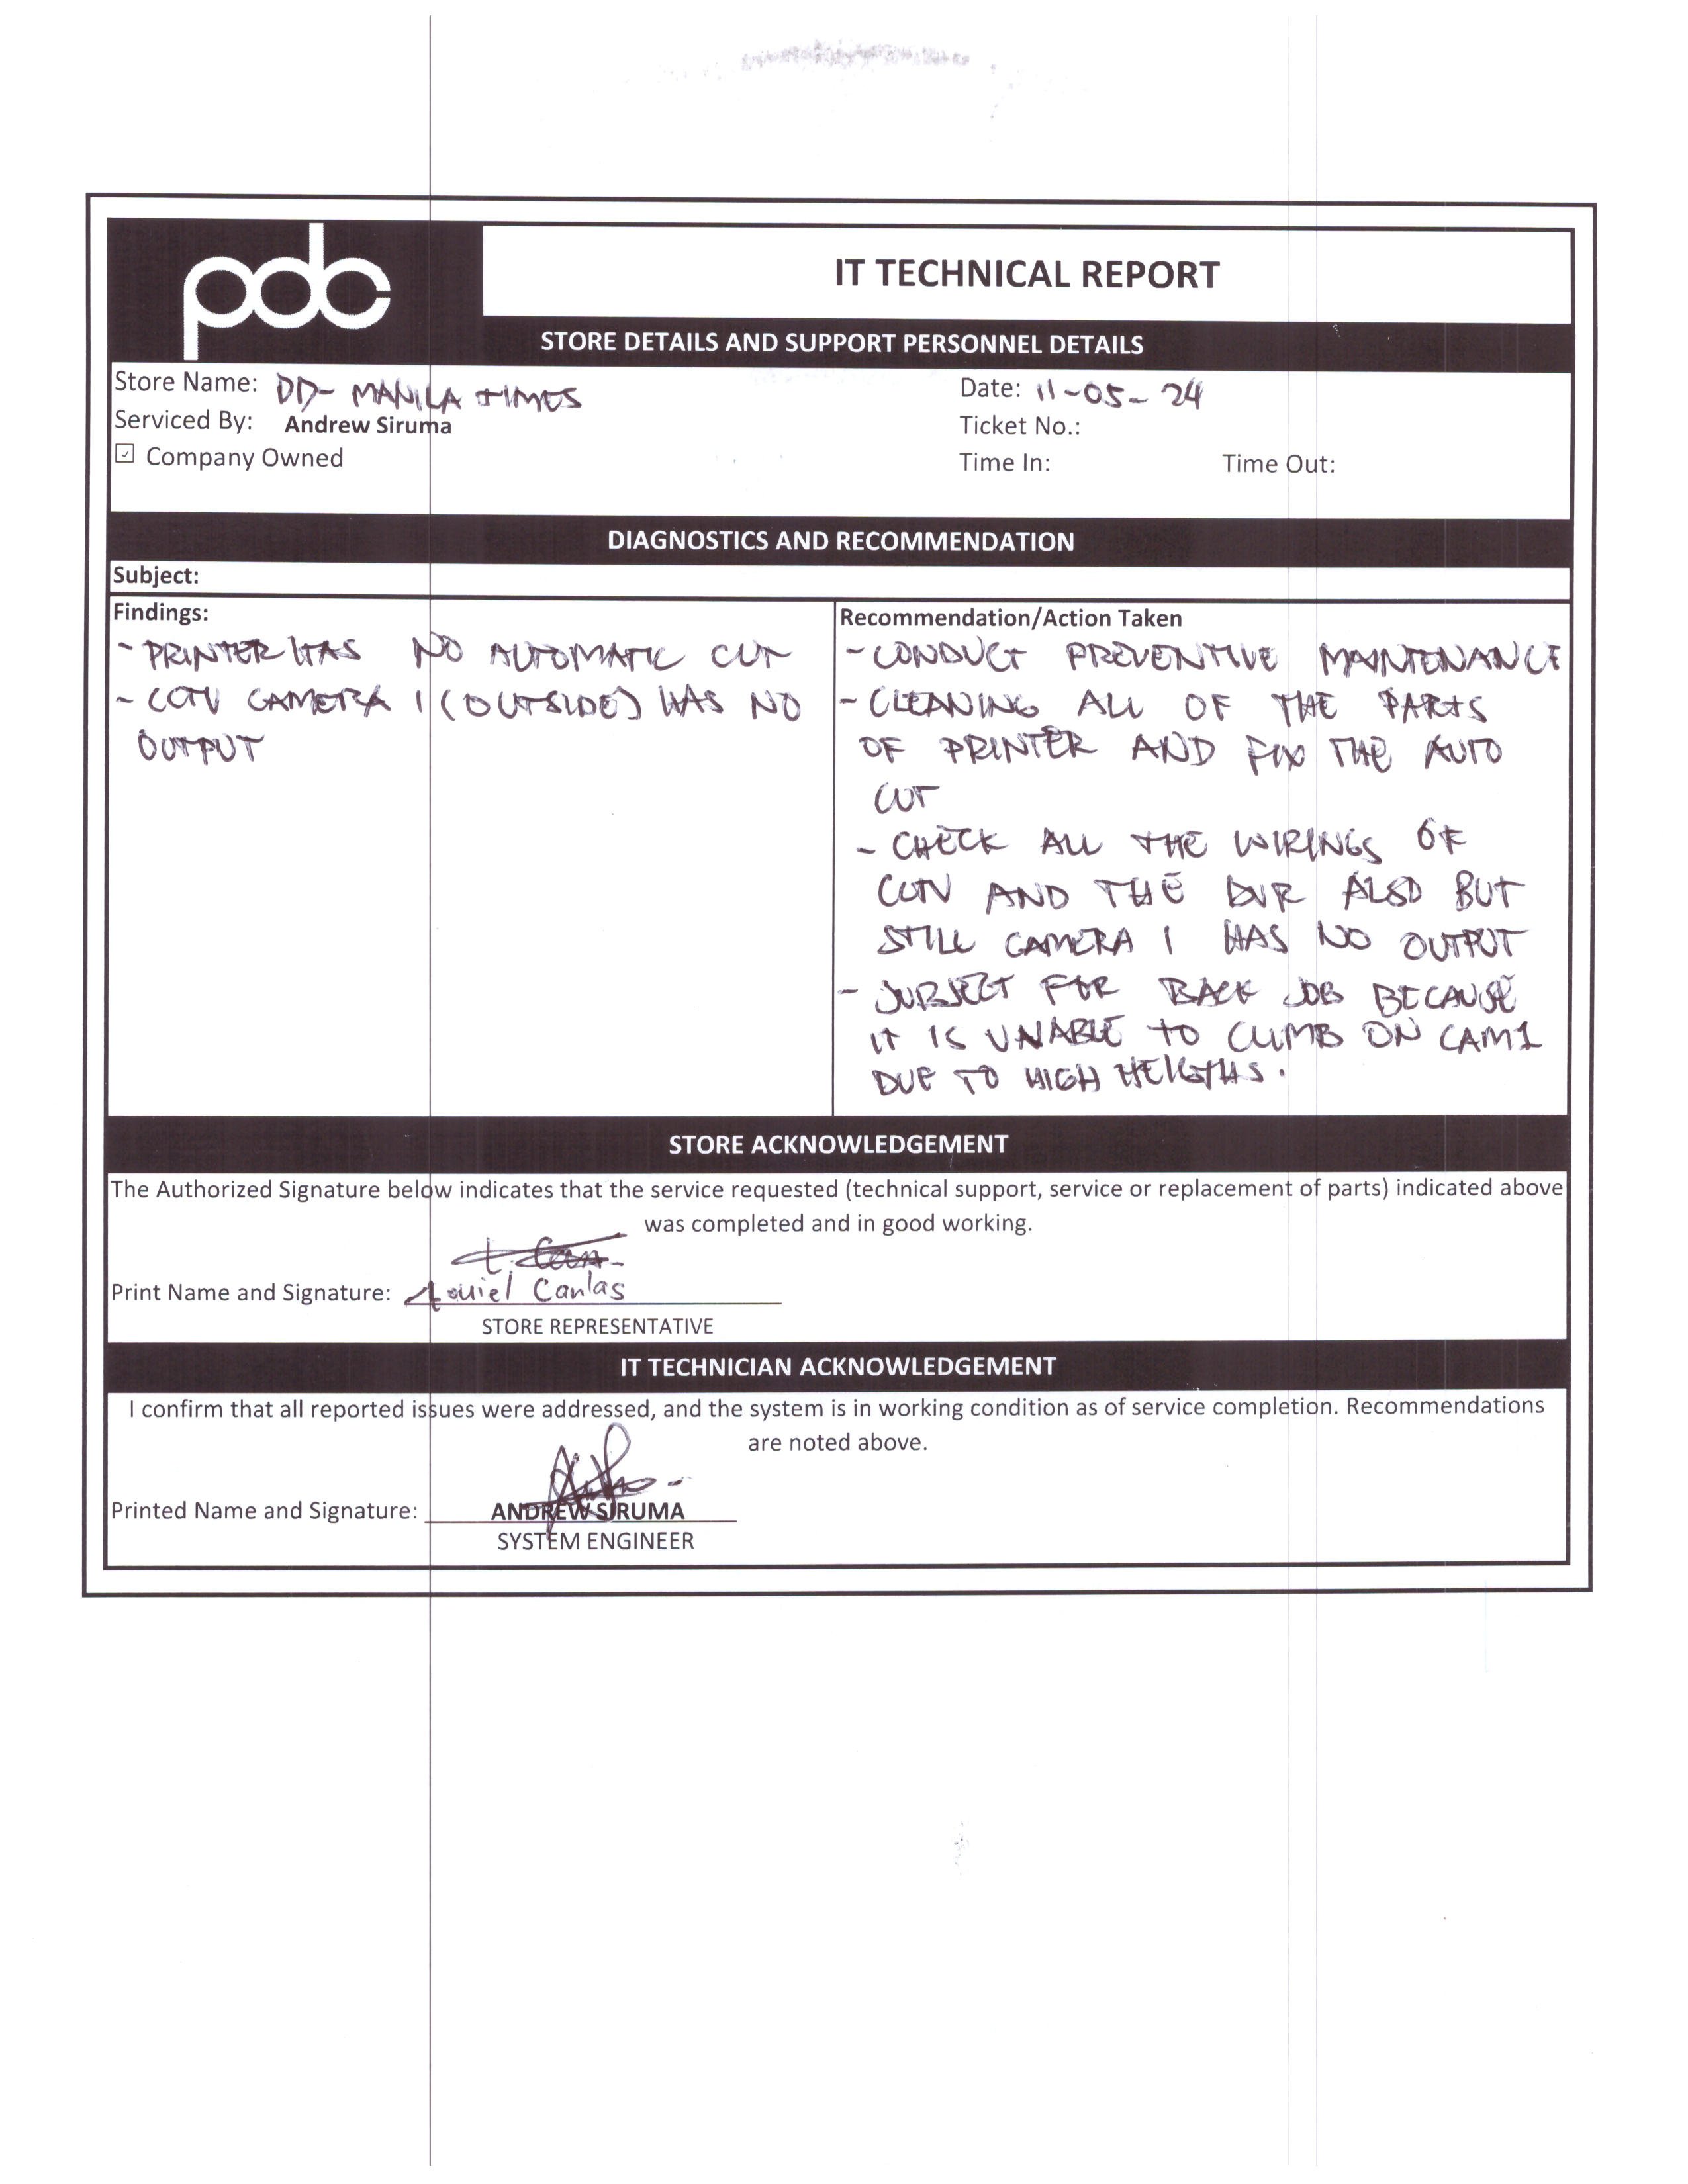 pdc
IT TECHNICAL REPORT
STORE DETAILS AND SUPPORT PERSONNEL DETAILS
Store Name: DD- MANILA TIMES
Date: 11-05-24
Serviced By: Andrew Siruma
Ticket No.:
☑ Company Owned
Time In: Time Out:
DIAGNOSTICS AND RECOMMENDATION
Subject:
Findings:
- PRINTER HAS NO AUTOMATIC CUT
- CCTV CAMERA 1 (OUTSIDE) HAS NO
OUTPUT
Recommendation/Action Taken
- CONDUCT PREVENTIVE MAINTENANCE
- CLEANING ALL OF THE PARTS
OF PRINTER AND FIX THE AUTO
CUT
- CHECK ALL THE WIRINGS OF
CCTV AND THE DVR ALSO BUT
STILL CAMERA 1 HAS NO OUTPUT
- SUBJECT FOR BACK JOB BECAUSE
IT IS UNABLE TO CLIMB ON CAM1
DUE TO HIGH HEIGTHS.
STORE ACKNOWLEDGEMENT
The Authorized Signature below indicates that the service requested (technical support, service or replacement of parts) indicated above
was completed and in good working.
Print Name and Signature: Canlas
STORE REPRESENTATIVE
IT TECHNICIAN ACKNOWLEDGEMENT
I confirm that all reported issues were addressed, and the system is in working condition as of service completion. Recommendations
are noted above.
Printed Name and Signature: ANDREW SIRUMA
SYSTEM ENGINEER